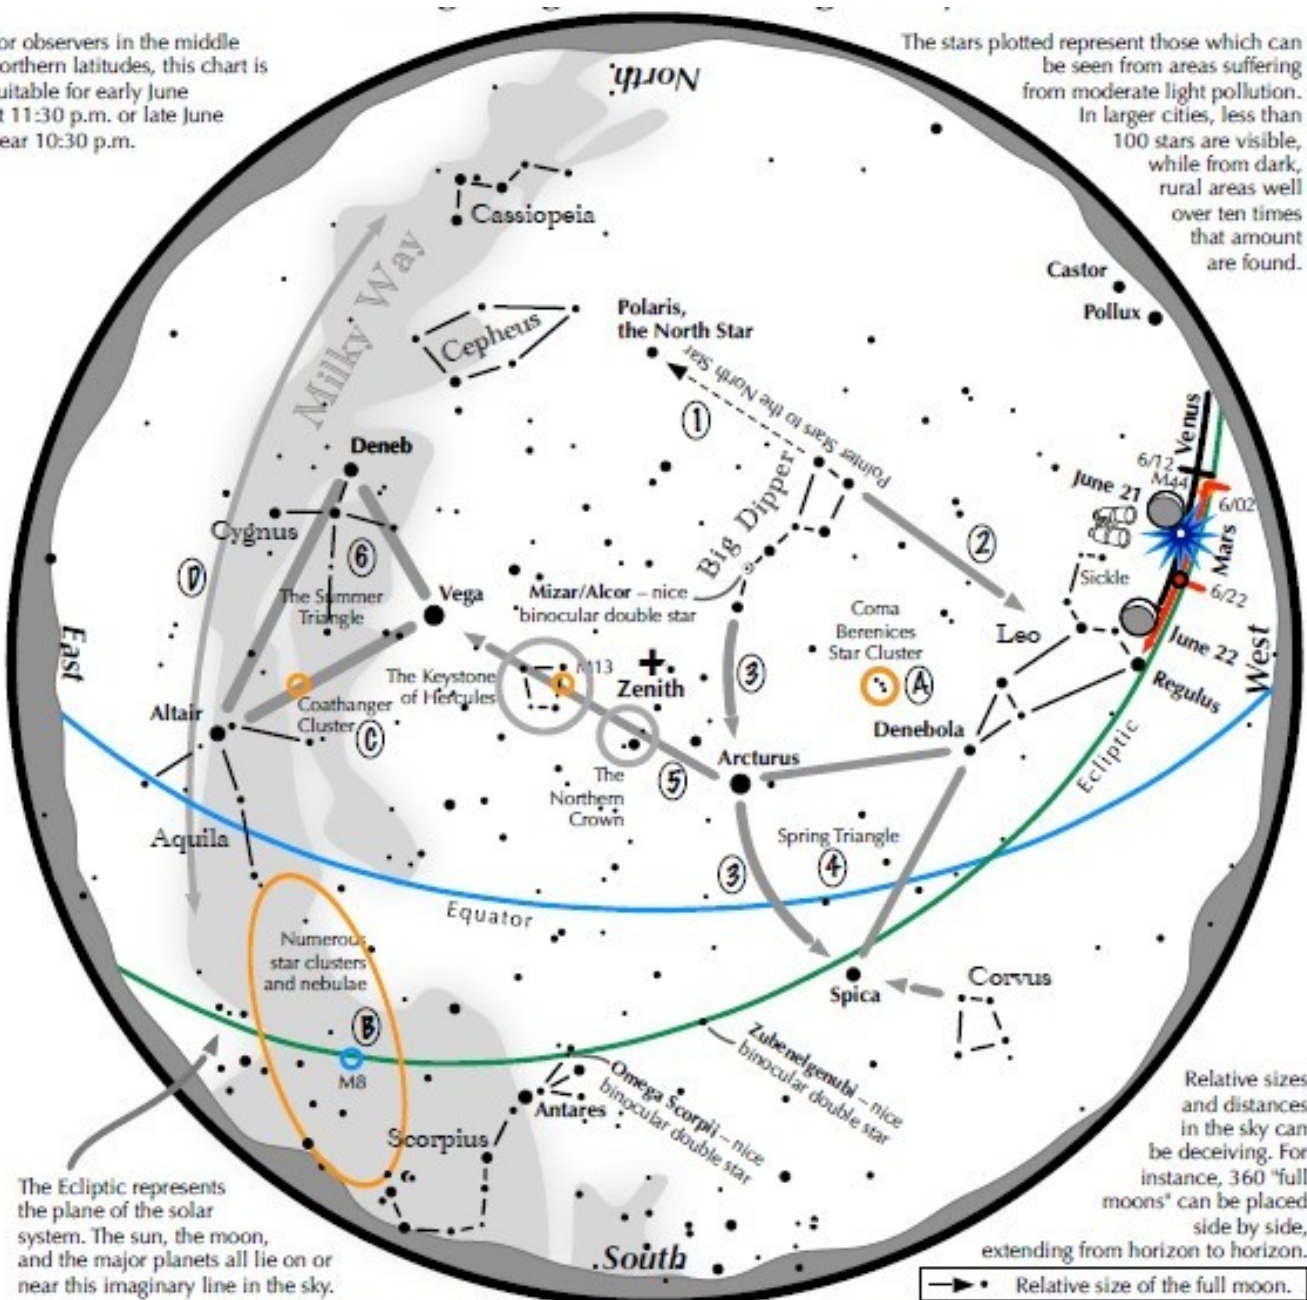 or observers in the middle
orthern latitudes, this chart is
uitable for early June
t 11:30 p.m. or late June
ear 10:30 p.m.
The stars plotted represent those which can
be seen from areas suffering
from moderate light pollution.
In larger cities, less than
100 stars are visible,
while from dark,
rural areas well
over ten times
that amount
are found.
North
Cassiopeia
Milky Way
Cepheus
Polaris,
the North Star
Castor
Pollux
Pointer Stars to the North Star
1
Deneb
Cygnus
6
D
The Summer
Triangle
Vega
Big Dipper
Mizar/Alcor – nice
binocular double star
2
Venus
6/12
M44
6/02
June 21
Mars
Sickle
6/22
June 22
West
East
Leo
Regulus
Coma
Berenices
Star Cluster
A
3
M13
Zenith
The Keystone
of Hercules
Altair
Coathanger
Cluster
C
Denebola
Arcturus
Ecliptic
The
Northern
Crown
5
Aquila
Spring Triangle
3
4
Equator
Numerous
star clusters
and nebulae
B
M8
Spica
Corvus
Zubenelgenubi – nice
binocular double star
Omega Scorpii – nice
binocular double star
Antares
Scorpius
South
The Ecliptic represents
the plane of the solar
system. The sun, the moon,
and the major planets all lie on or
near this imaginary line in the sky.
Relative sizes
and distances
in the sky can
be deceiving. For
instance, 360 "full
moons" can be placed
side by side,
extending from horizon to horizon.
Relative size of the full moon.